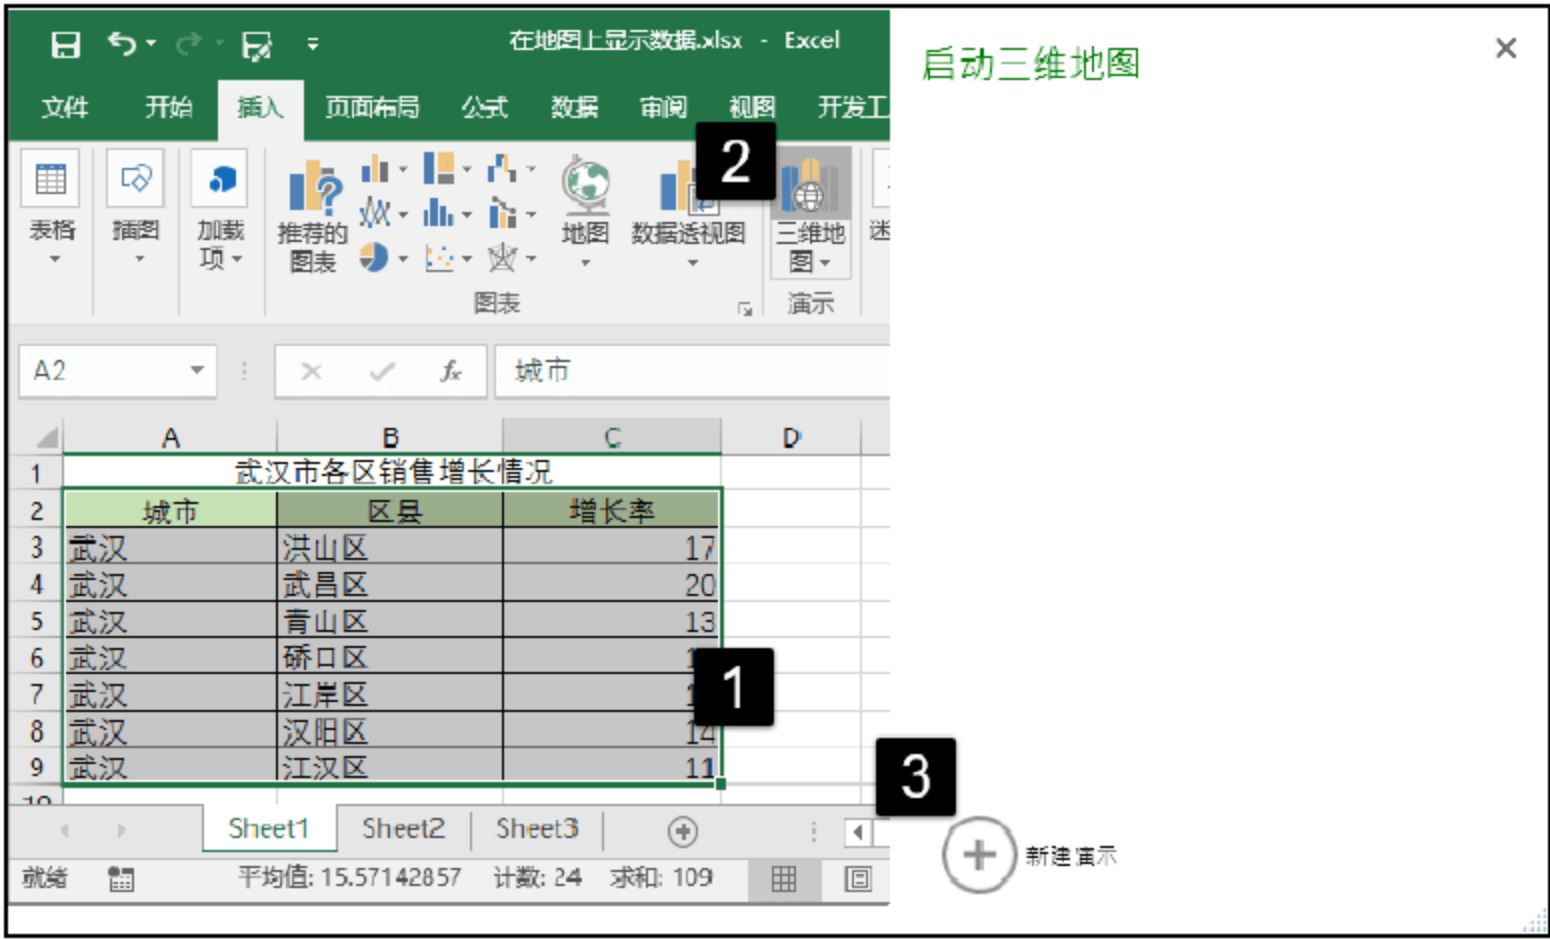 在地图上显示数据.xlsx - Excel
文件 开始 插入 页面布局 公式 数据 审阅 视图 开发工
表格 插图 加载项 推荐的图表 地图 数据透视图 三维地图 迷
图表 演示
A2 fx 城市
A B C D
1 武汉市各区销售增长情况
2 城市 区县 增长率
3 武汉 洪山区 17
4 武汉 武昌区 20
5 武汉 青山区 13
6 武汉 硚口区
7 武汉 江岸区
8 武汉 汉阳区 14
9 武汉 江汉区 11
10
Sheet1 Sheet2 Sheet3
就绪 平均值: 15.57142857 计数: 24 求和: 109
2
1
3
启动三维地图
新建演示